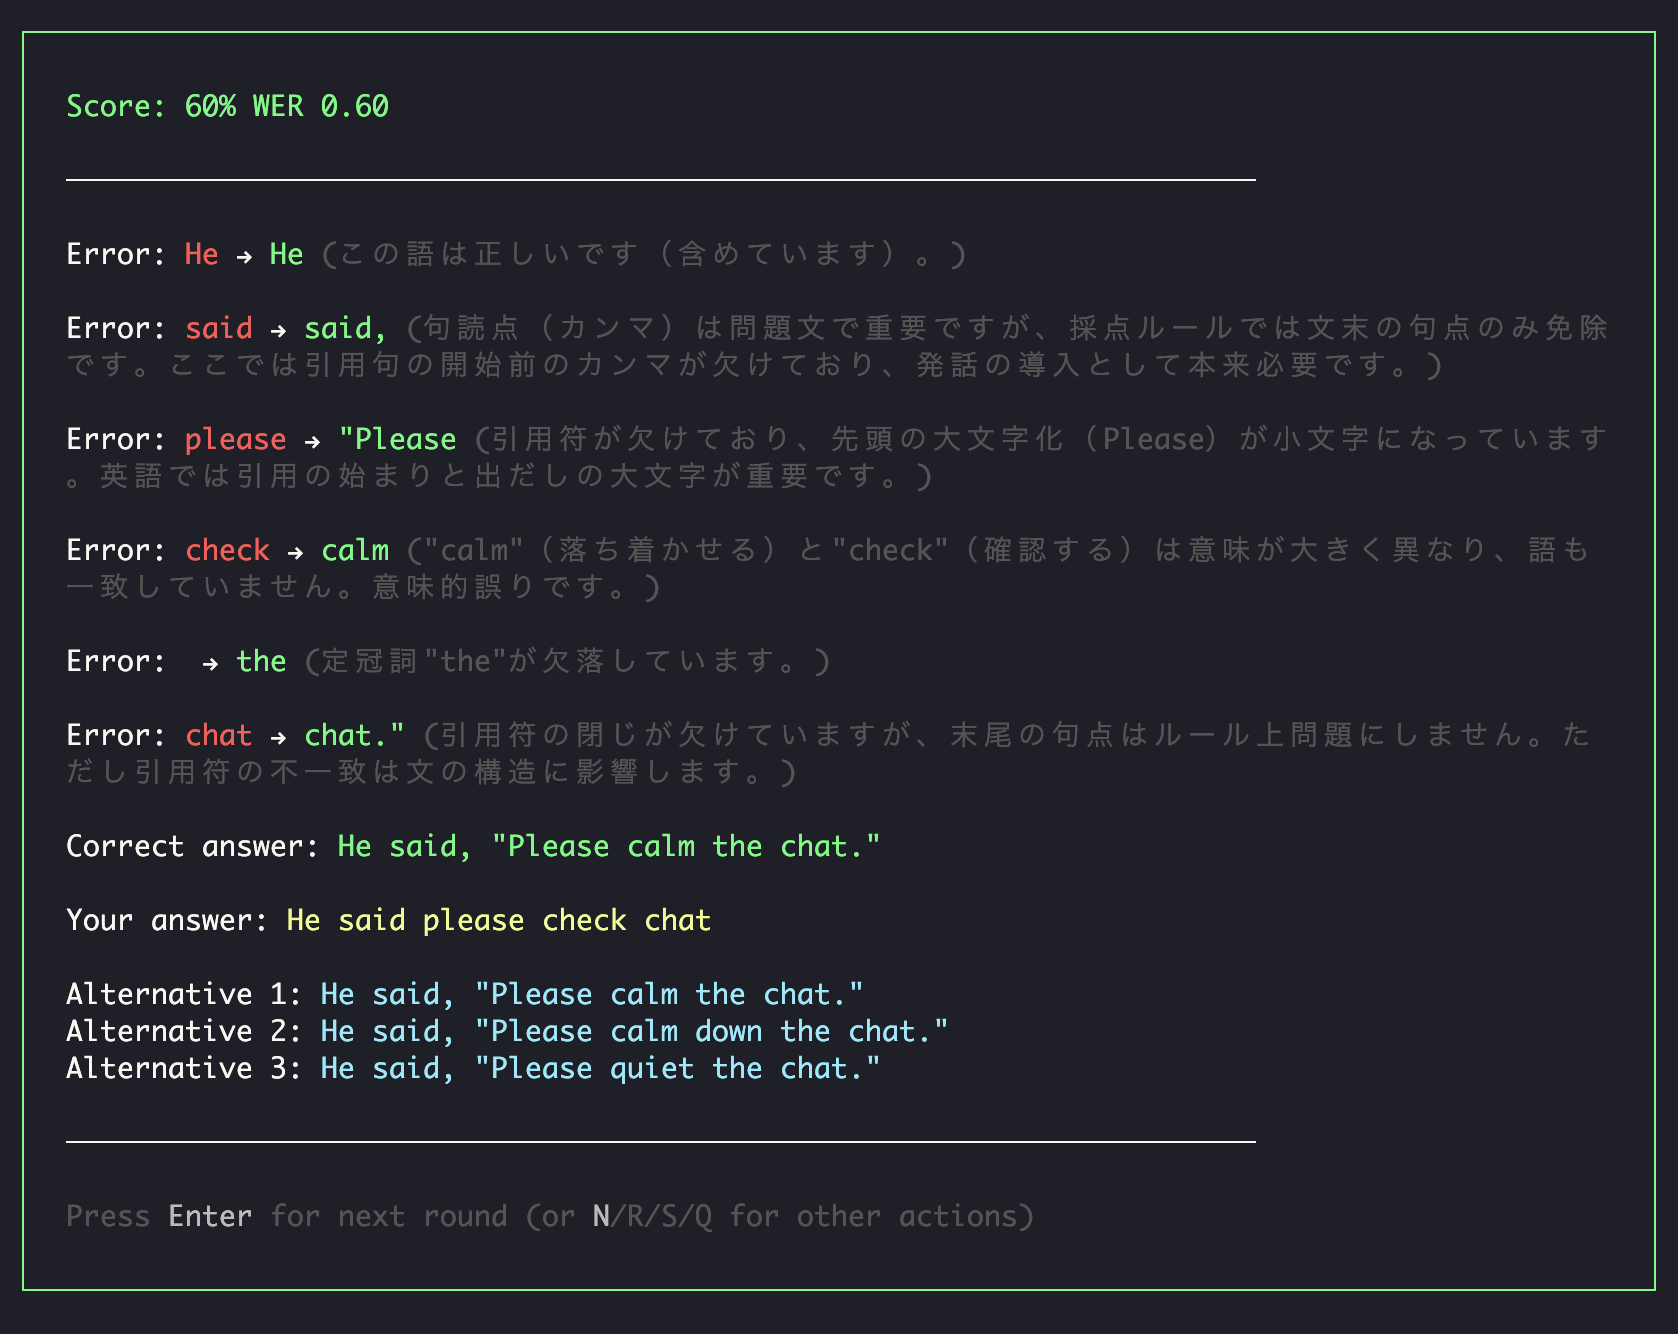 Score: 60% WER 0.60
Error: He → He (この語は正しいです（含めています）。)
Error: said → said, (句読点（カンマ）は問題文で重要ですが、採点ルールでは文末の句点のみ免除
です。ここでは引用句の開始前のカンマが欠けており、発話の導入として本来必要です。)
Error: please → "Please (引用符が欠けており、先頭の大文字化（Please）が小文字になっています
。英語では引用の始まりと出だしの大文字が重要です。)
Error: check → calm ("calm"（落ち着かせる）と"check"（確認する）は意味が大きく異なり、語も
一致していません。意味的誤りです。)
Error:  → the (定冠詞"the"が欠落しています。)
Error: chat → chat." (引用符の閉じが欠けていますが、末尾の句点はルール上問題にしません。た
だし引用符の不一致は文の構造に影響します。)
Correct answer: He said, "Please calm the chat."
Your answer: He said please check chat
Alternative 1: He said, "Please calm the chat."
Alternative 2: He said, "Please calm down the chat."
Alternative 3: He said, "Please quiet the chat."
Press Enter for next round (or N/R/S/Q for other actions)